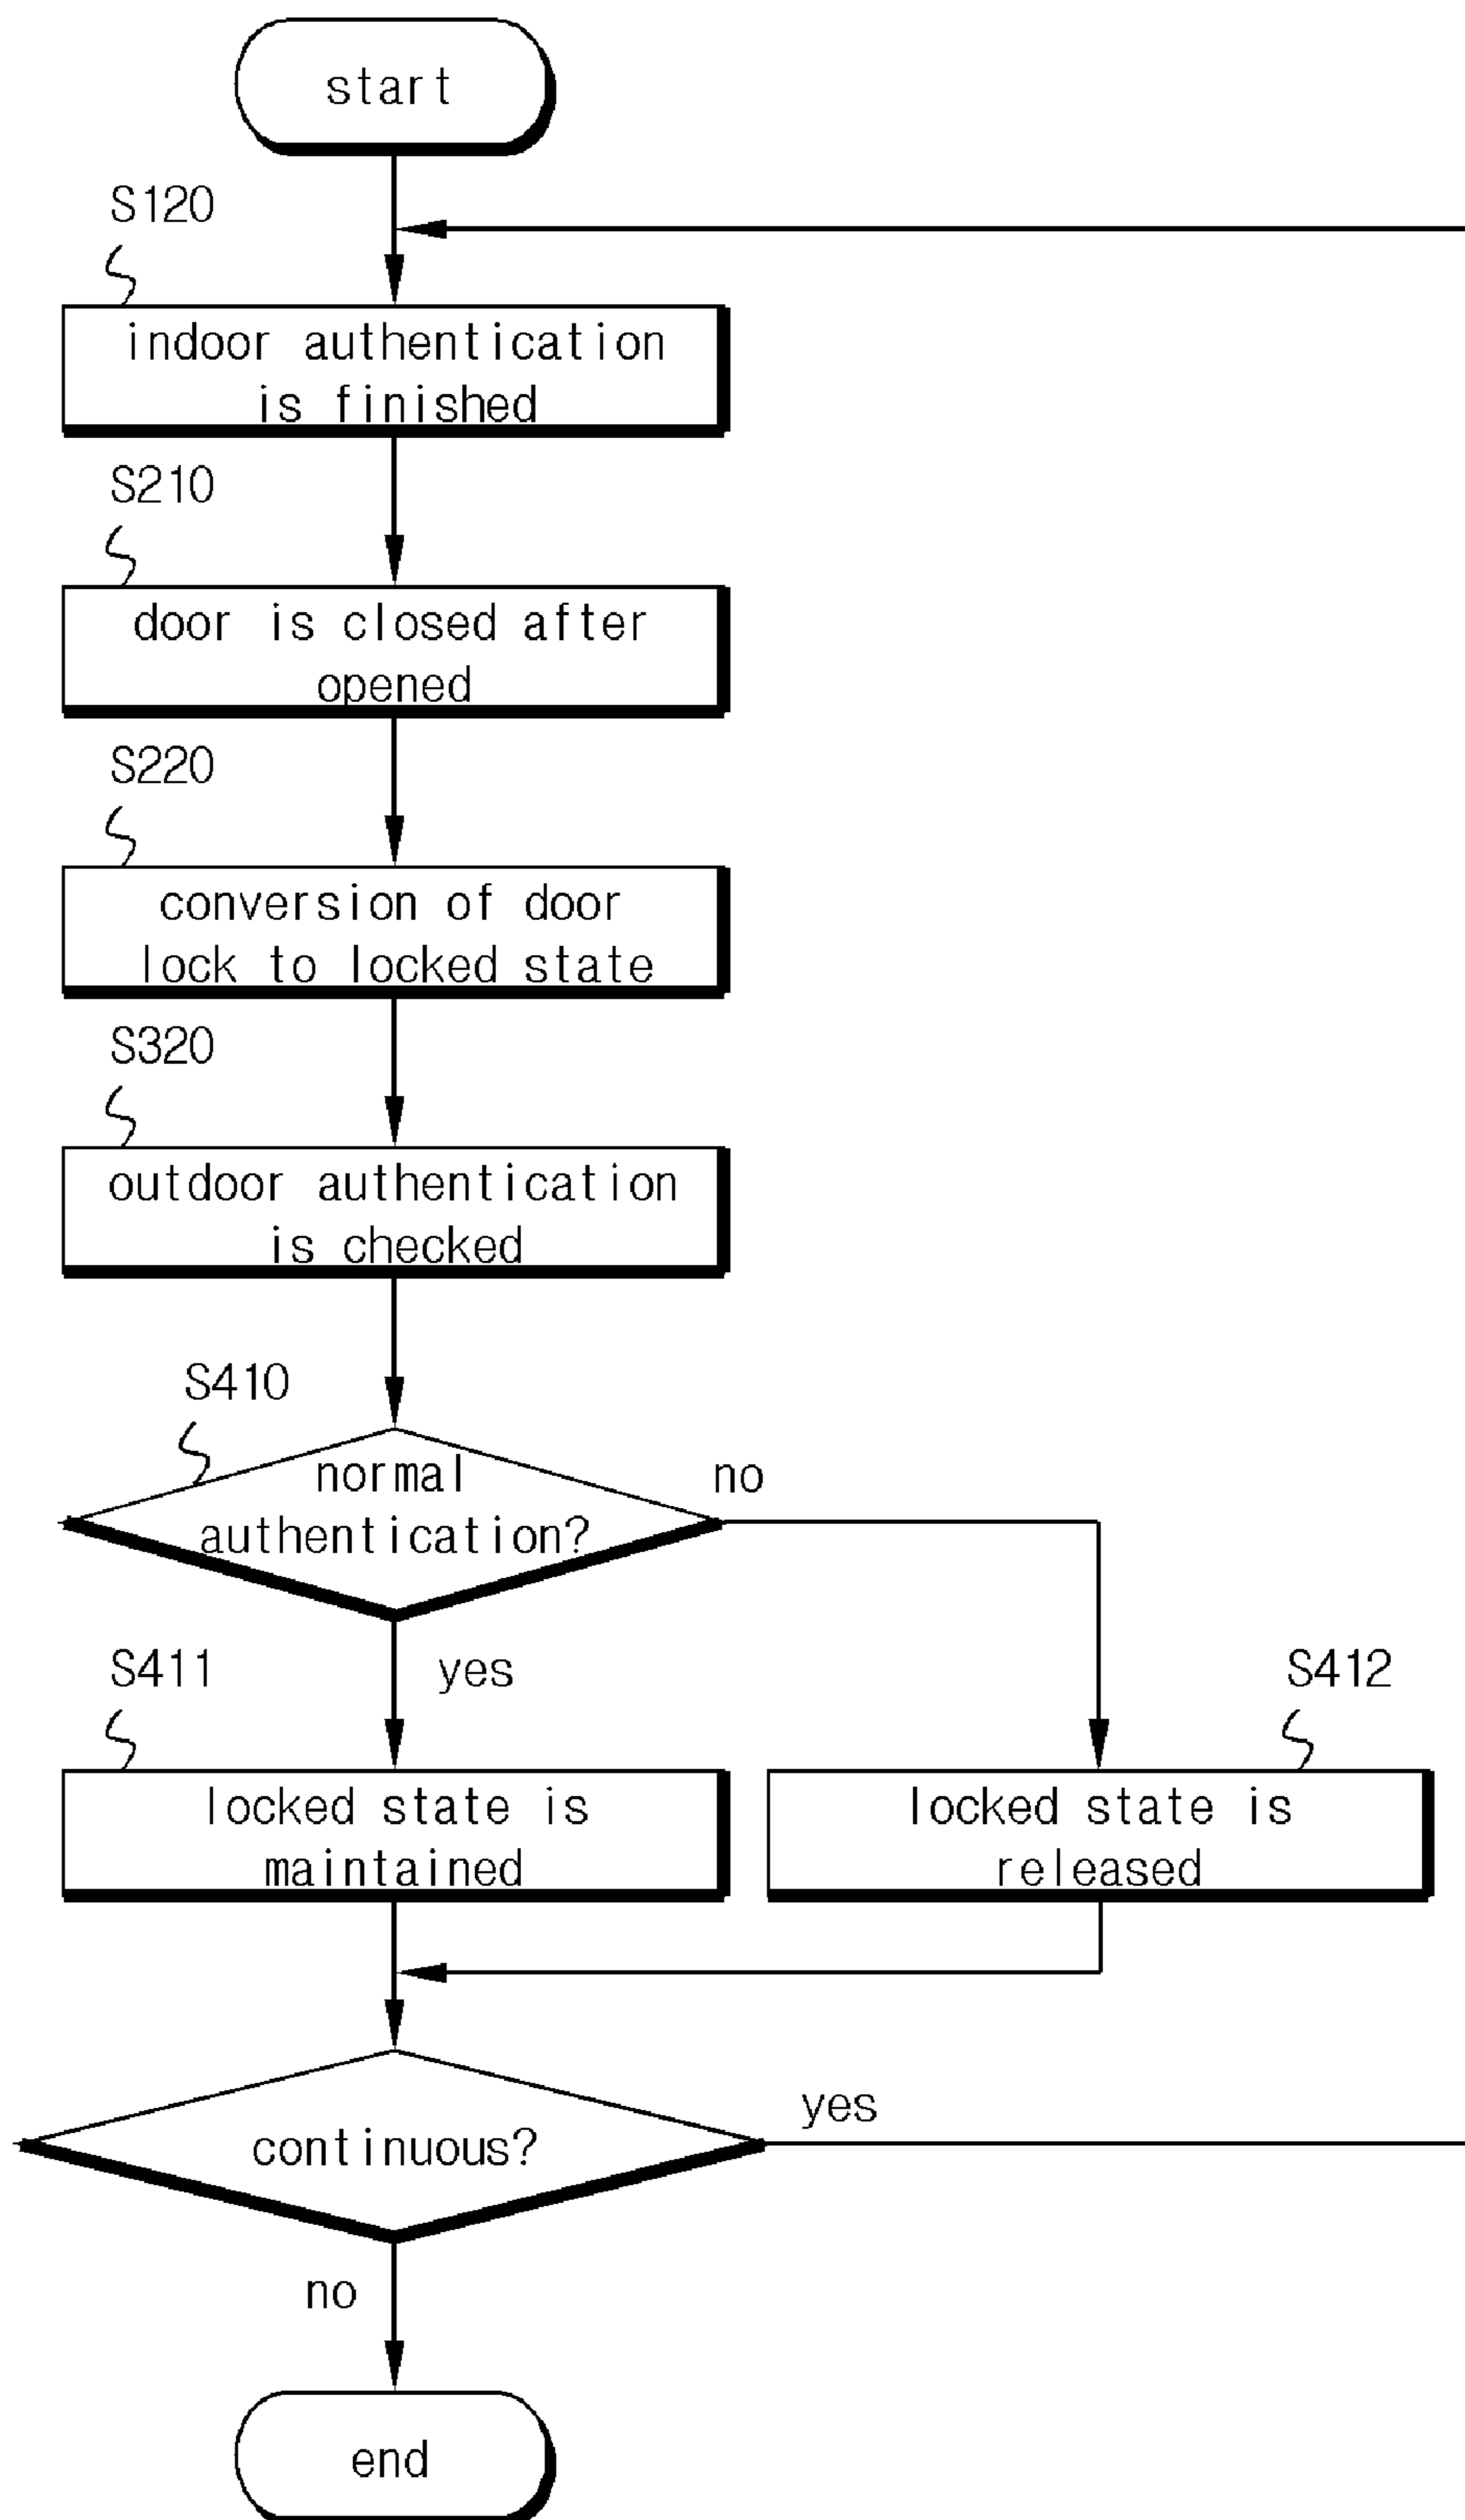 start
S120
indoor authentication
is finished
S210
door is closed after
opened
S220
conversion of door
lock to locked state
S320
outdoor authentication
is checked
S410
normal
authentication?
no
S411
yes
S412
locked state is
maintained
locked state is
released
continuous?
yes
no
end